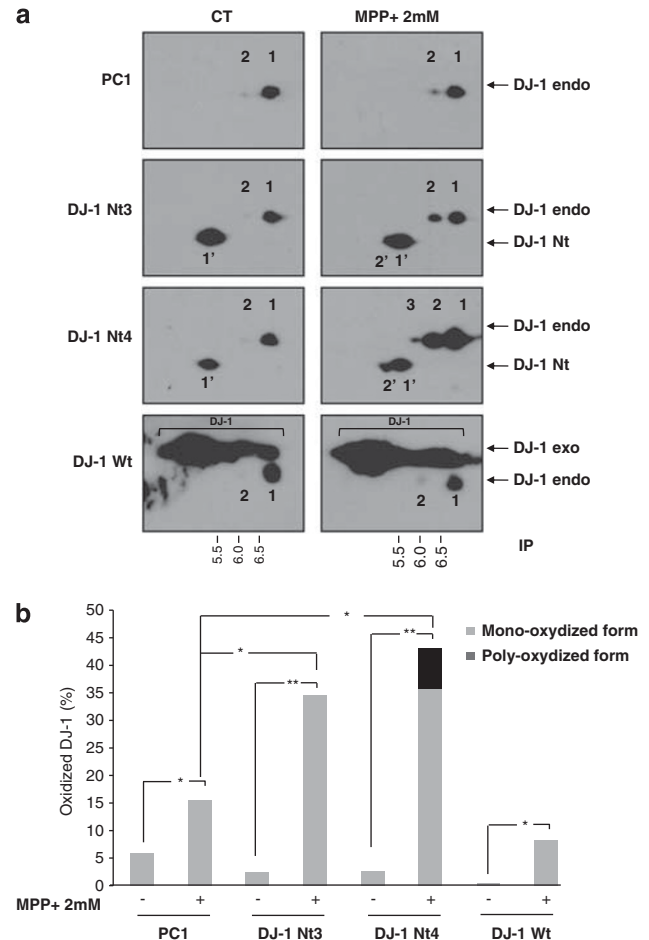 a
CT MPP+ 2mM
PC1 2 1 2 1 DJ-1 endo
DJ-1 Nt3 2 1 2 1 DJ-1 endo
1' 2' 1' DJ-1 Nt
DJ-1 Nt4 2 1 3 2 1 DJ-1 endo
1' 2' 1' DJ-1 Nt
DJ-1 DJ-1
DJ-1 Wt DJ-1 exo
2 1 2 1 DJ-1 endo
5.5 6.0 6.5 5.5 6.0 6.5 IP
b
Oxidized DJ-1 (%)
50
45
40
35
30
25
20
15
10
5
0
* * ** * ** *
Mono-oxydized form
Poly-oxydized form
MPP+ 2mM - + - + - + - +
PC1 DJ-1 Nt3 DJ-1 Nt4 DJ-1 Wt